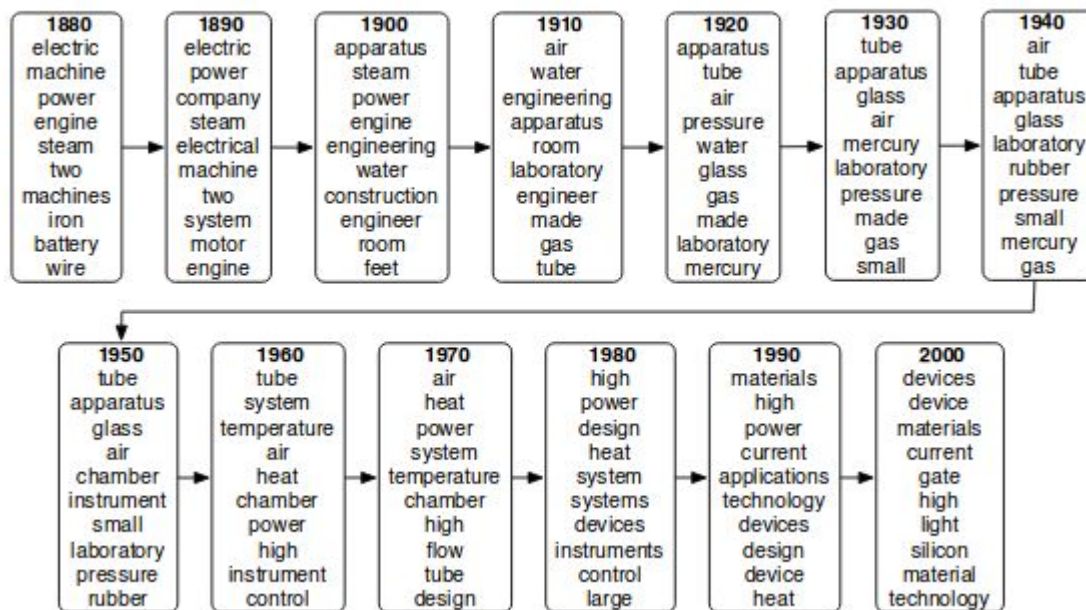 1880
electric
machine
power
engine
steam
two
machines
iron
battery
wire
1890
electric
power
company
steam
electrical
machine
two
system
motor
engine
1900
apparatus
steam
power
engine
engineering
water
construction
engineer
room
feet
1910
air
water
engineering
apparatus
room
laboratory
engineer
made
gas
tube
1920
apparatus
tube
air
pressure
water
glass
gas
made
laboratory
mercury
1930
tube
apparatus
glass
air
mercury
laboratory
pressure
made
gas
small
1940
air
tube
apparatus
glass
laboratory
rubber
pressure
small
mercury
gas
1950
tube
apparatus
glass
air
chamber
instrument
small
laboratory
pressure
rubber
1960
tube
system
temperature
air
heat
chamber
power
high
instrument
control
1970
air
heat
power
system
temperature
chamber
high
flow
tube
design
1980
high
power
design
heat
system
systems
devices
instruments
control
large
1990
materials
high
power
current
applications
technology
devices
design
device
heat
2000
devices
device
materials
current
gate
high
light
silicon
material
technology